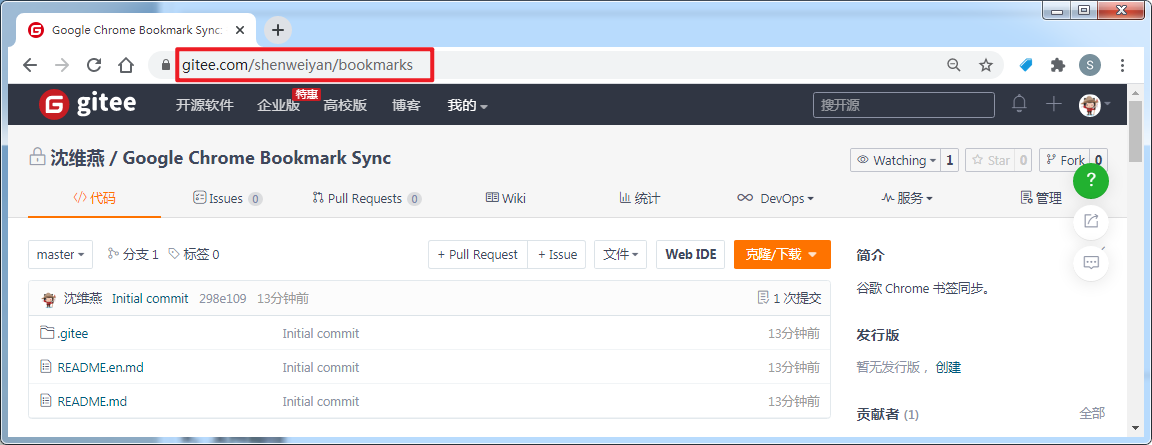 Google Chrome Bookmark Sync:
gitee.com/shenweiyan/bookmarks
S
gitee 开源软件 企业版 特惠 高校版 博客 我的 搜开源
沈维燕 / Google Chrome Bookmark Sync
Watching 1 Star 0 Fork 0
?
代码 Issues 0 Pull Requests 0 Wiki 统计 DevOps 服务 管理
master 分支 1 标签 0 + Pull Request + Issue 文件 Web IDE 克隆/下载
简介
谷歌 Chrome 书签同步。
沈维燕 Initial commit 298e109 13分钟前 1 次提交
.gitee Initial commit 13分钟前
发行版
README.en.md Initial commit 13分钟前
暂无发行版，创建
README.md Initial commit 13分钟前
贡献者 (1) 全部